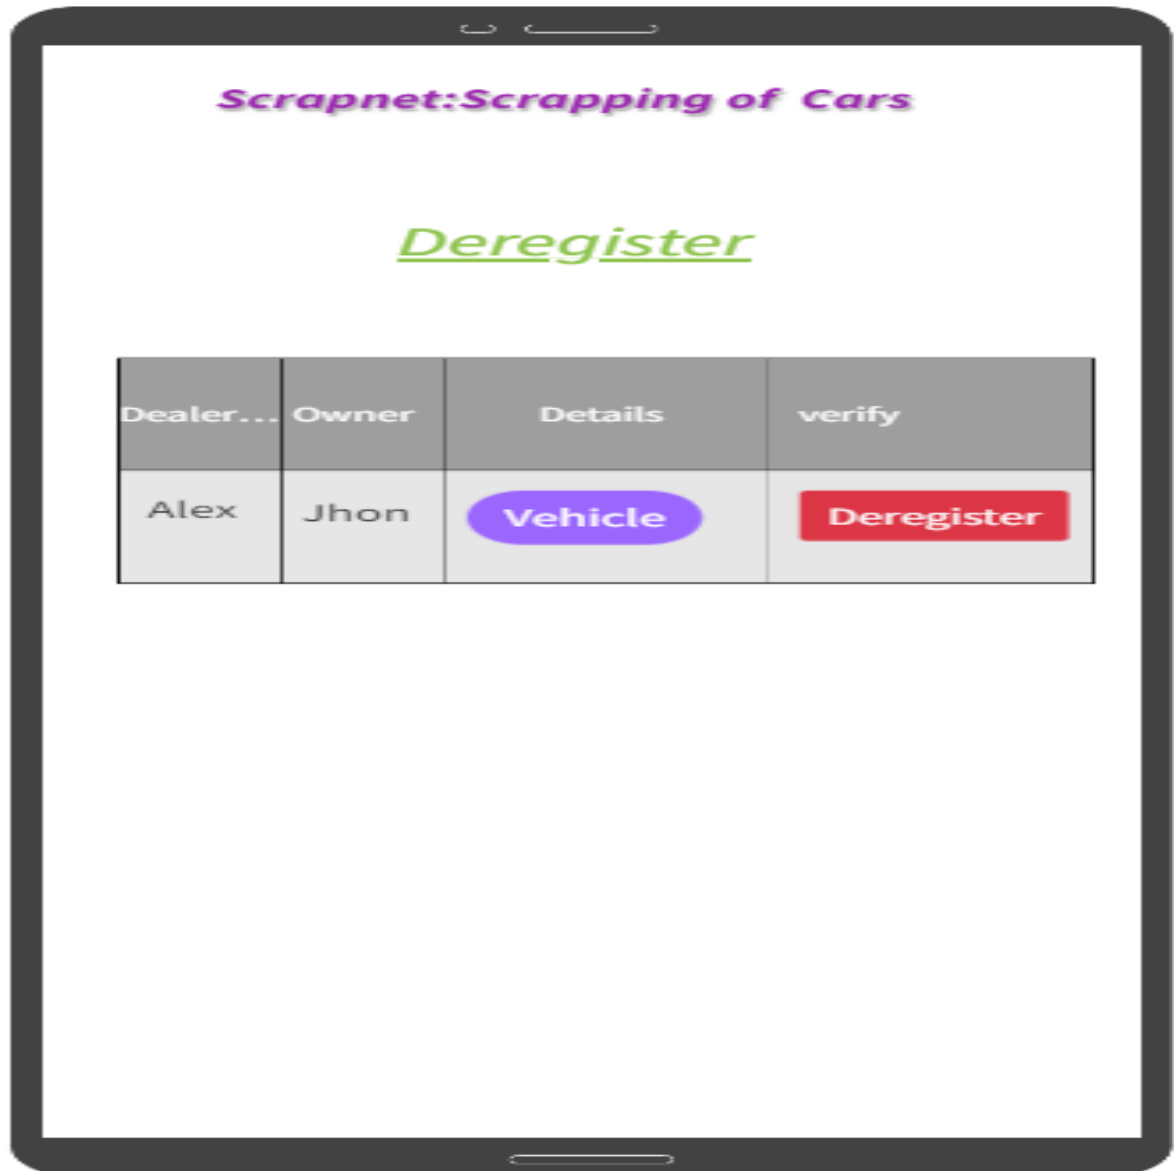 Scrapnet:Scrapping of Cars
Deregister
Dealer... Owner Details verify
Alex Jhon Vehicle Deregister